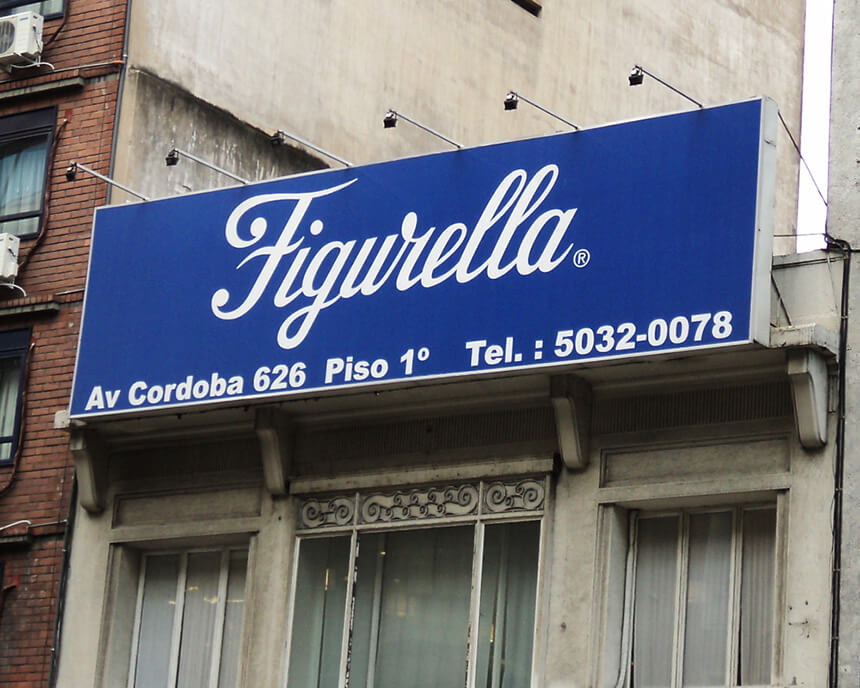 Figurella®
Av Cordoba 626 Piso 1º Tel. : 5032-0078